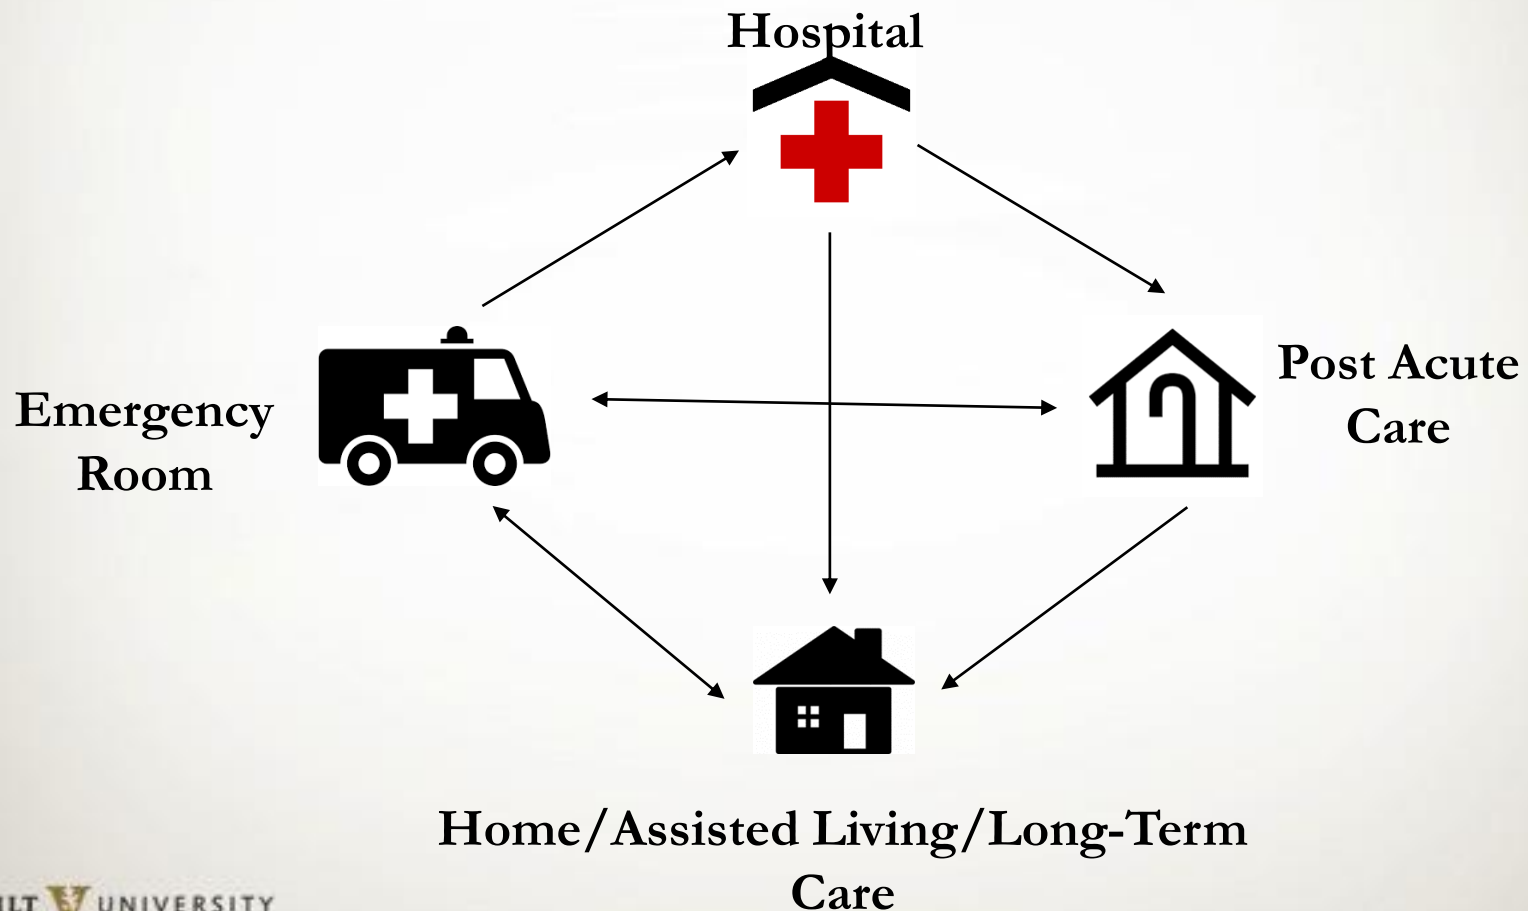 Hospital
Emergency
Room
Post Acute
Care
Home/Assisted Living/Long-Term
Care
UNIVERSITY